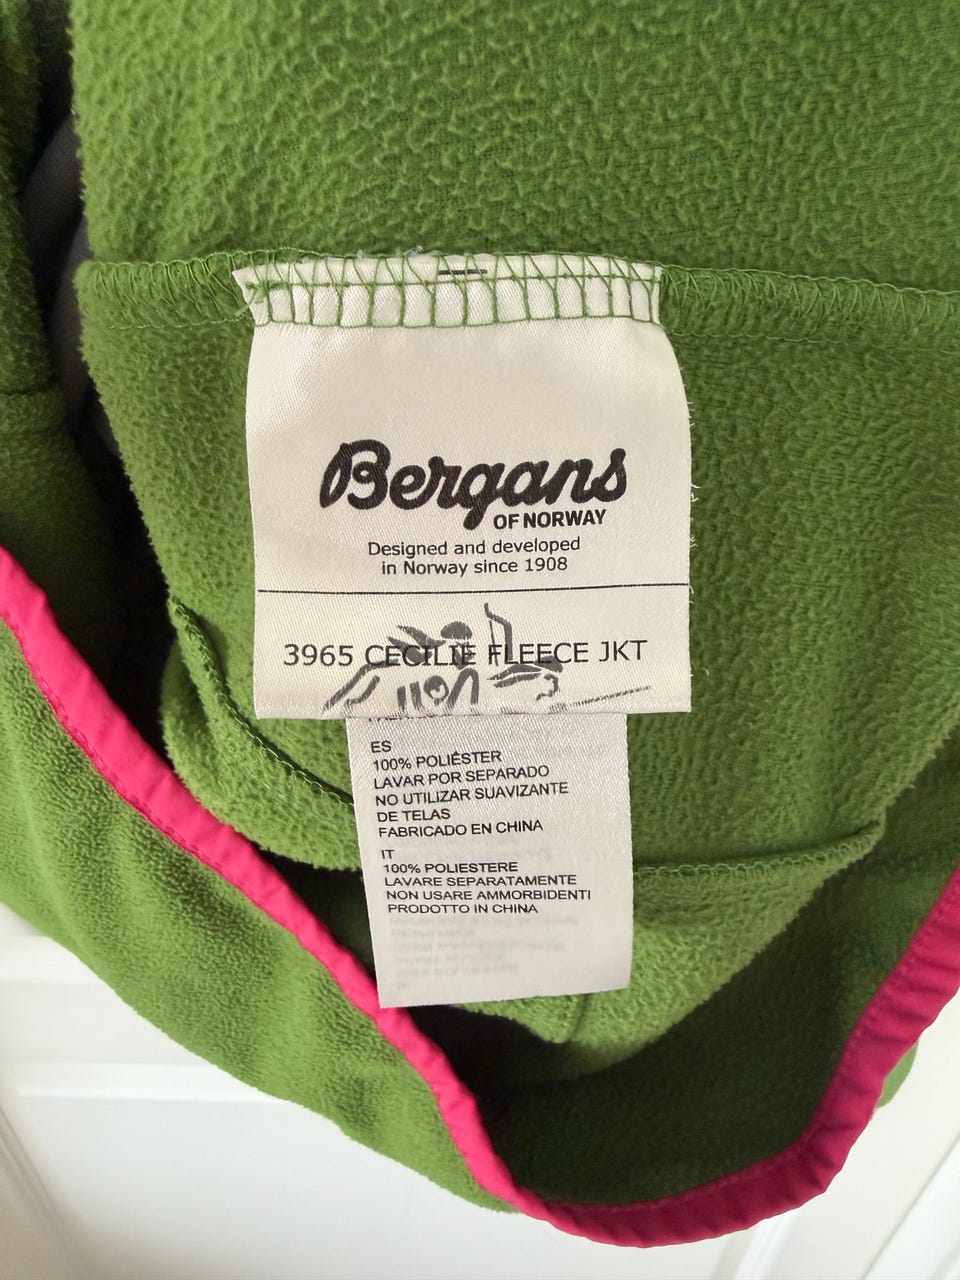 Bergans
OF NORWAY
Designed and developed
in Norway since 1908
3965 CECILIE FLEECE JKT
ES
100% POLIÉSTER
LAVAR POR SEPARADO
NO UTILIZAR SUAVIZANTE
DE TELAS
FABRICADO EN CHINA
IT
100% POLIESTERE
LAVARE SEPARATAMENTE
NON USARE AMMORBIDENTI
PRODOTTO IN CHINA